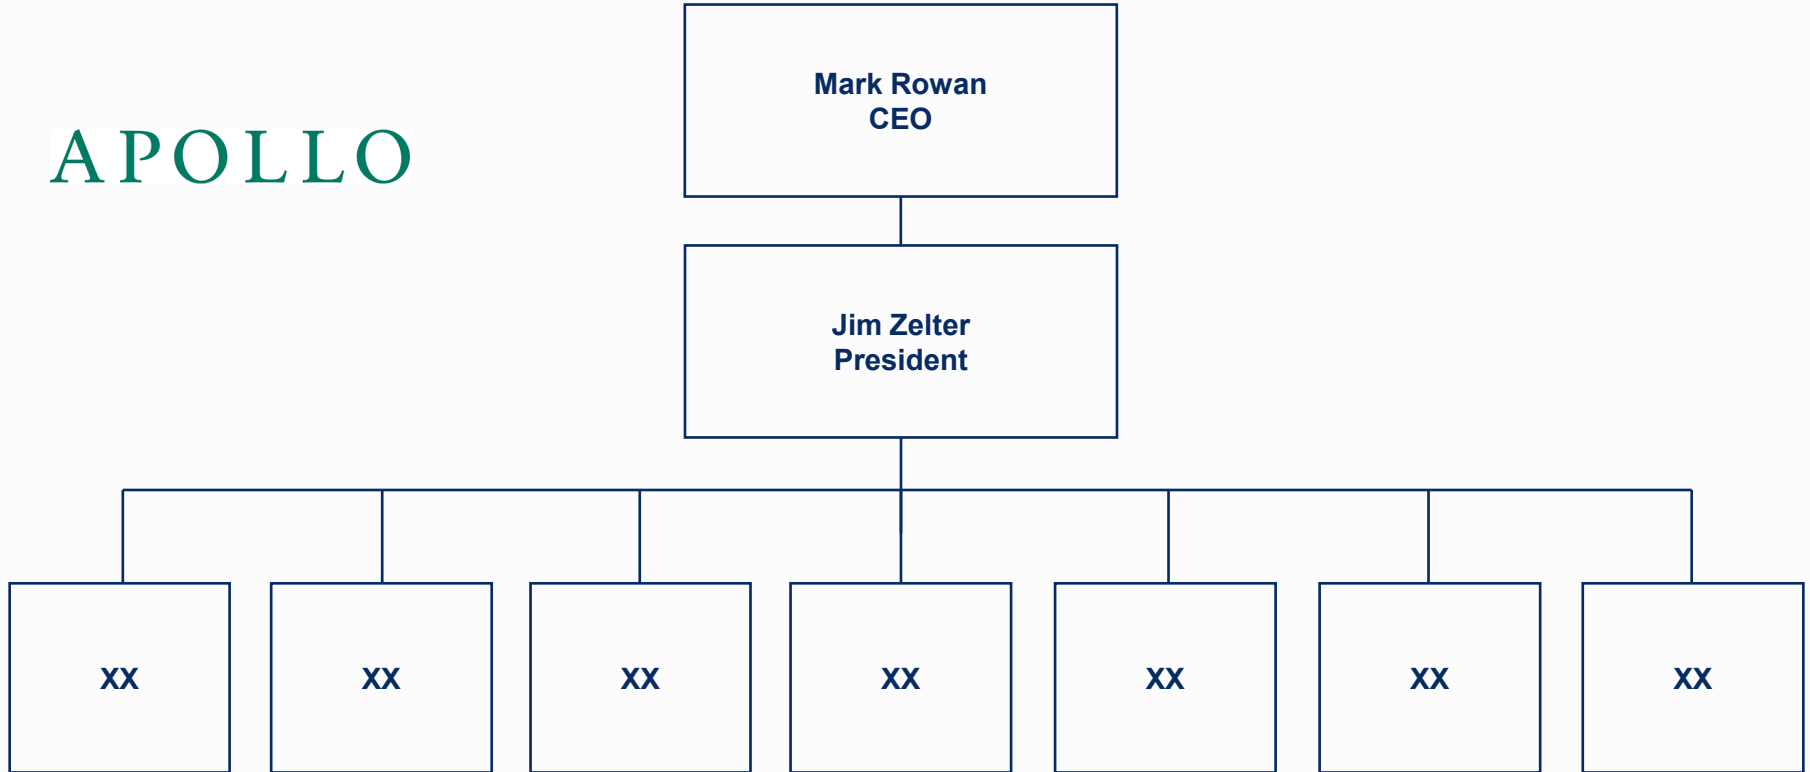 Mark Rowan
CEO
APOLLO
Jim Zelter
President
XX
XX
XX
XX
XX
XX
XX